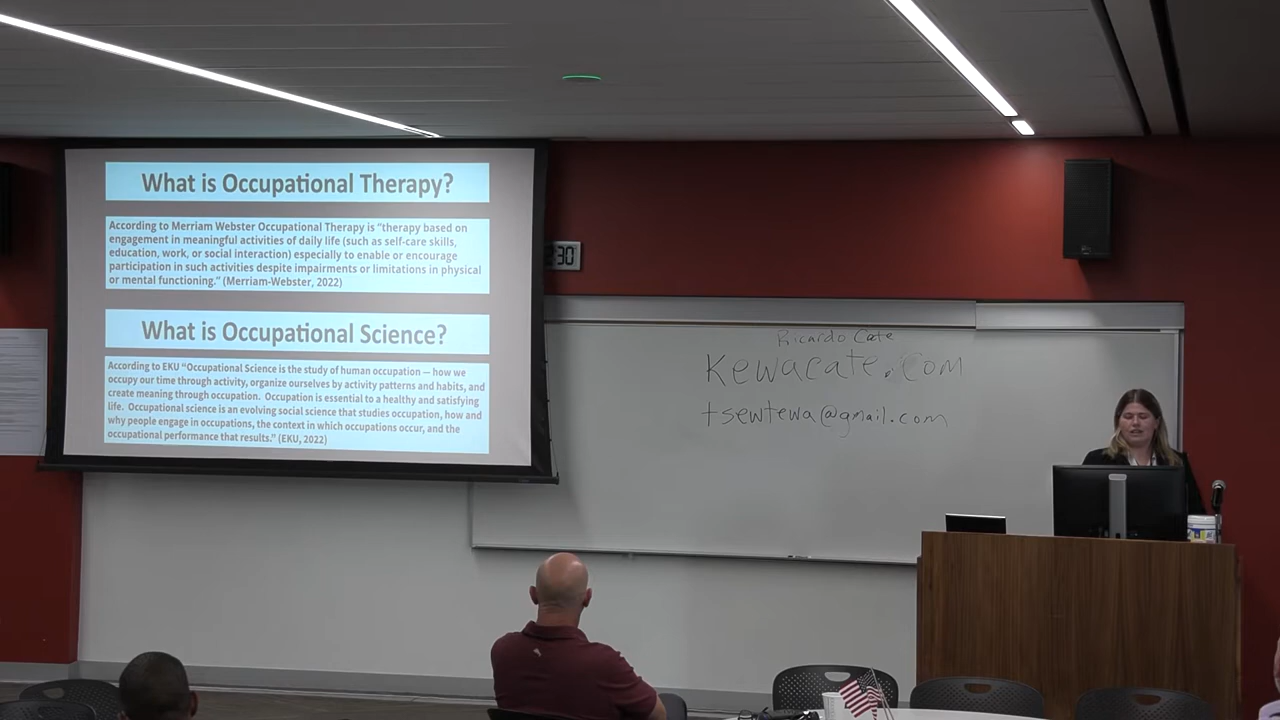 What is Occupational Therapy?
According to Merriam Webster Occupational Therapy is "therapy based on
engagement in meaningful activities of daily life (such as self-care skills,
education, work, or social interaction) especially to enable or encourage
participation in such activities despite impairments or limitations in physical
or mental functioning." (Merriam-Webster, 2022)
What is Occupational Science?
According to EKU "Occupational Science is the study of human occupation — how we
occupy our time through activity, organize ourselves by activity patterns and habits, and
create meaning through occupation. Occupation is essential to a healthy and satisfying
life. Occupational science is an evolving social science that studies occupation, how and
why people engage in occupations, the context in which occupations occur, and the
occupational performance that results." (EKU, 2022)
:30
Ricardo Cate
Kewacate.com
tsewtewa@gmail.com